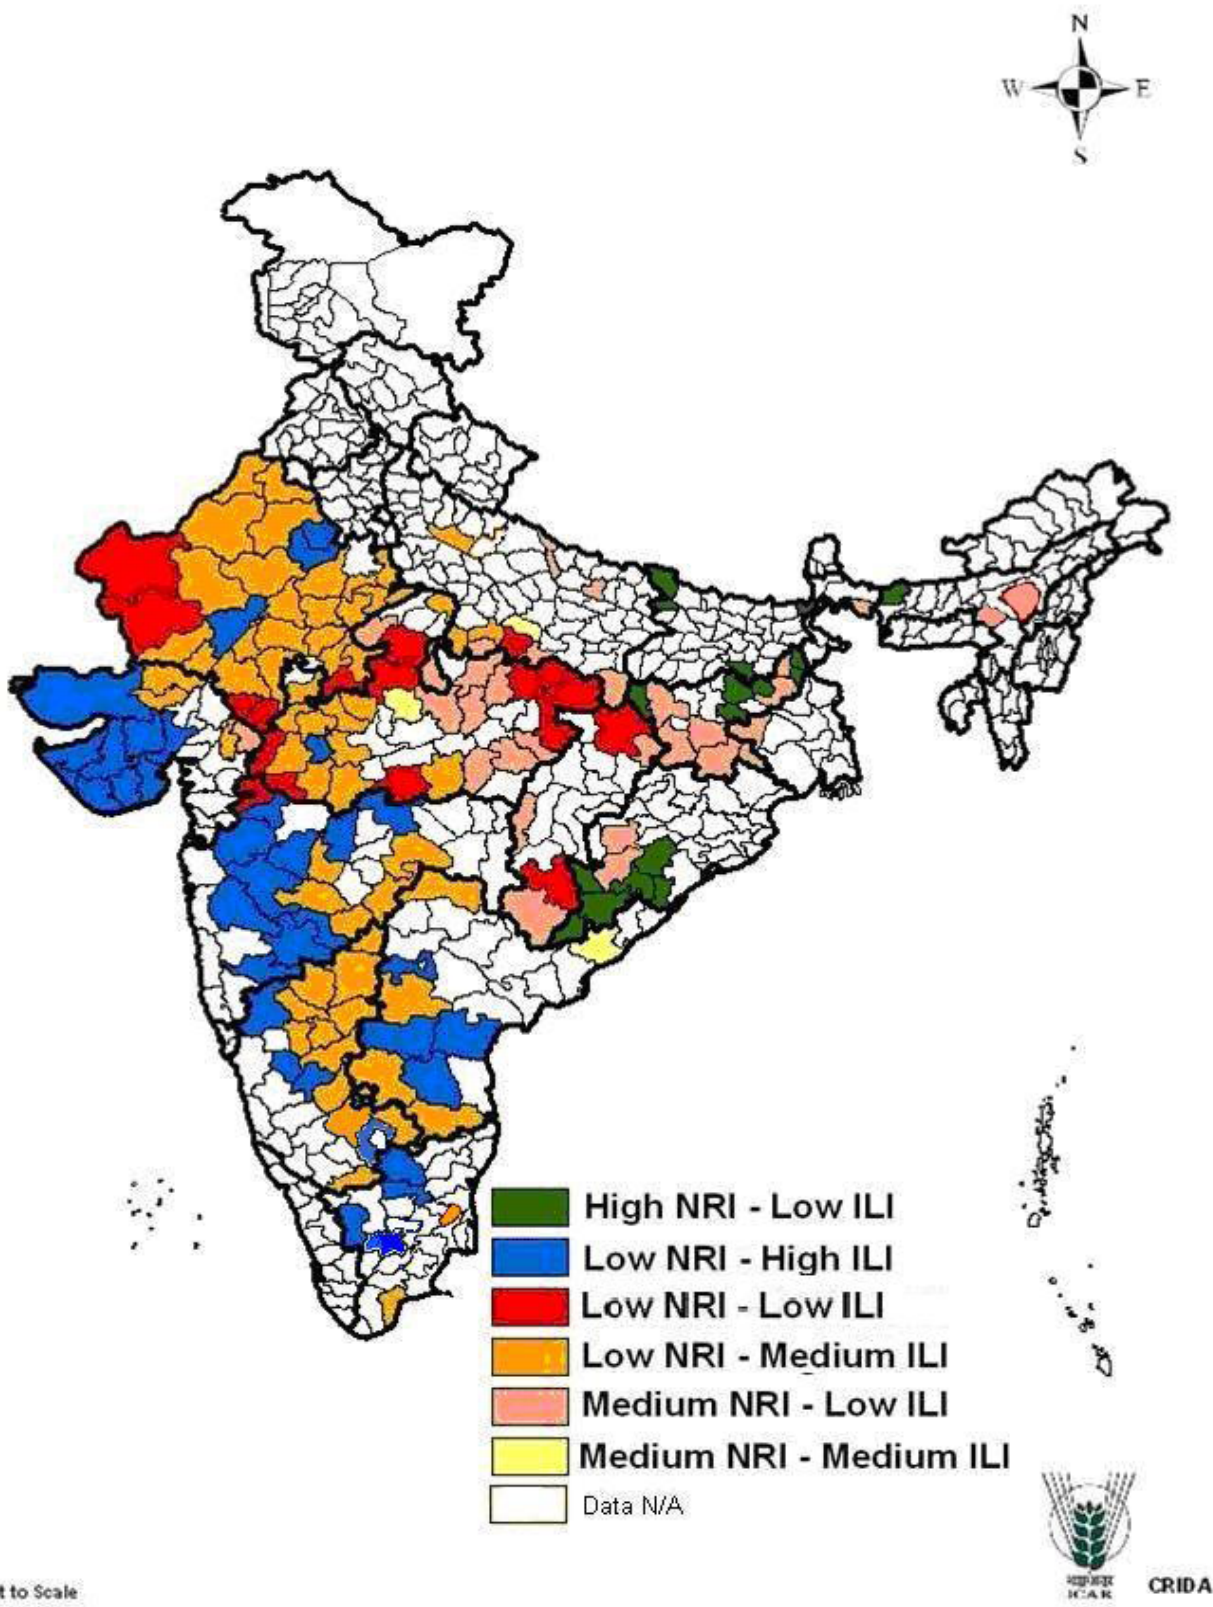 N
W E
S
High NRI - Low ILI
Low NRI - High ILI
Low NRI - Low ILI
Low NRI - Medium ILI
Medium NRI - Low ILI
Medium NRI - Medium ILI
Data N/A
ICAR
CRIDA
t to Scale